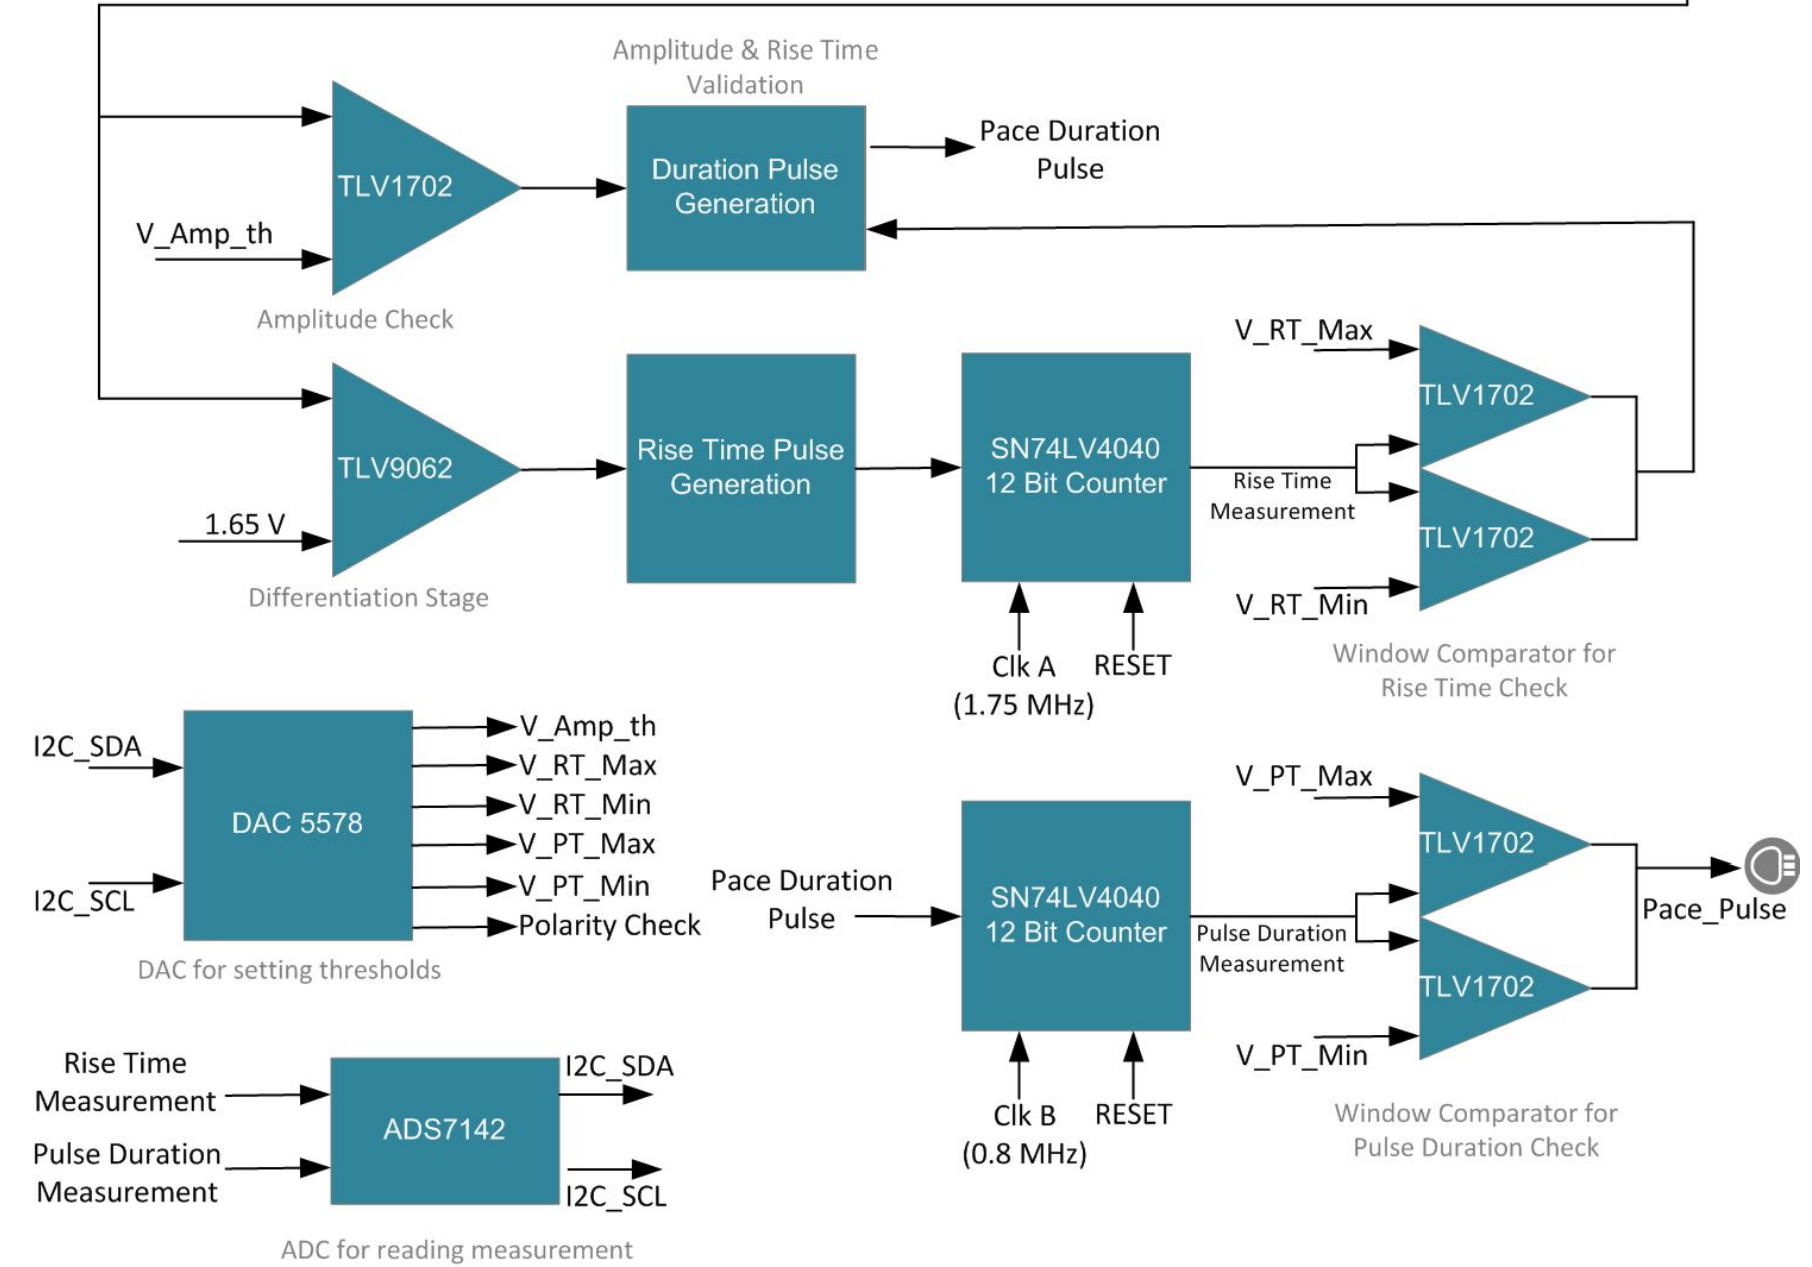 Amplitude & Rise Time
Validation
TLV1702
V_Amp_th
Amplitude Check
Duration Pulse
Generation
Pace Duration
Pulse
TLV9062
1.65 V
Differentiation Stage
Rise Time Pulse
Generation
SN74LV4040
12 Bit Counter
Clk A
(1.75 MHz)
RESET
Rise Time
Measurement
V_RT_Max
TLV1702
TLV1702
V_RT_Min
Window Comparator for
Rise Time Check
I2C_SDA
I2C_SCL
DAC 5578
V_Amp_th
V_RT_Max
V_RT_Min
V_PT_Max
V_PT_Min
Polarity Check
DAC for setting thresholds
Pace Duration
Pulse
SN74LV4040
12 Bit Counter
Clk B
(0.8 MHz)
RESET
Pulse Duration
Measurement
V_PT_Max
TLV1702
TLV1702
V_PT_Min
Pace_Pulse
Window Comparator for
Pulse Duration Check
Rise Time
Measurement
Pulse Duration
Measurement
ADS7142
I2C_SDA
I2C_SCL
ADC for reading measurement